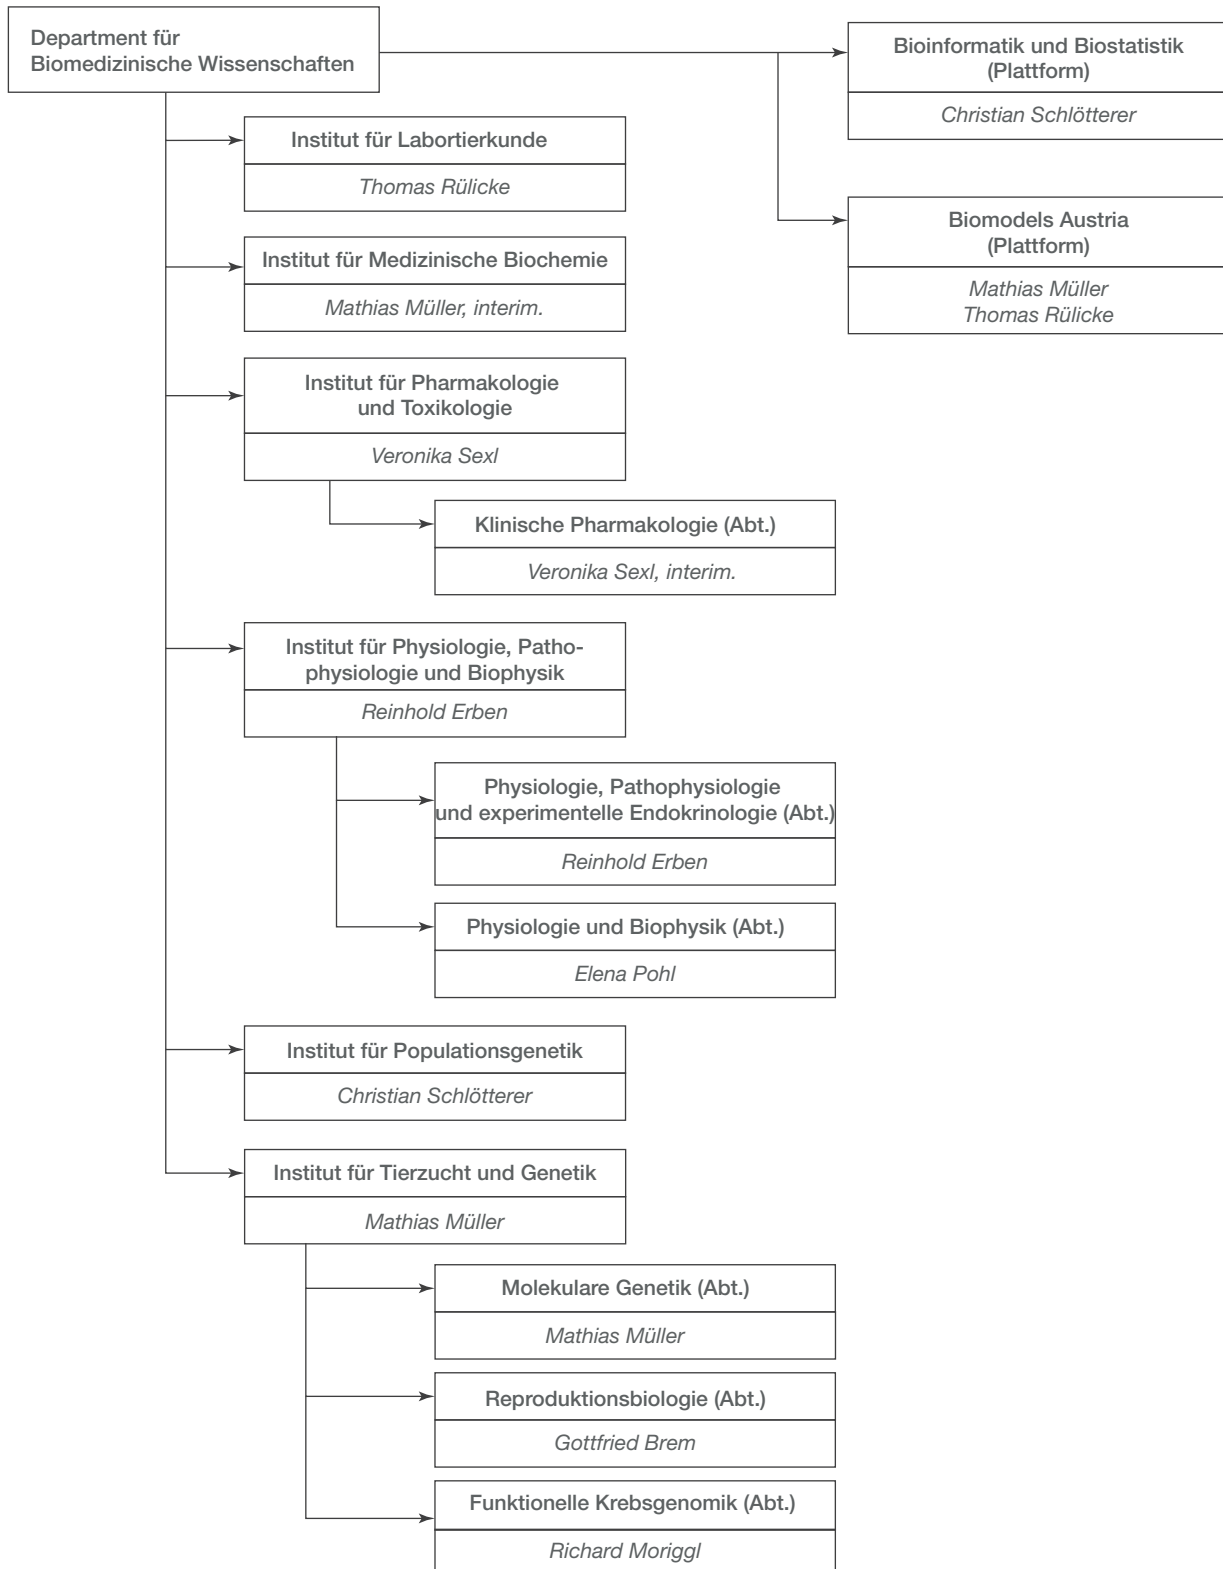 Department für
Biomedizinische Wissenschaften
Bioinformatik und Biostatistik
(Plattform)
Christian Schlötterer
Biomodels Austria
(Plattform)
Mathias Müller
Thomas Rülicke
Institut für Labortierkunde
Thomas Rülicke
Institut für Medizinische Biochemie
Mathias Müller, interim.
Institut für Pharmakologie
und Toxikologie
Veronika Sexl
Klinische Pharmakologie (Abt.)
Veronika Sexl, interim.
Institut für Physiologie, Patho-
physiologie und Biophysik
Reinhold Erben
Physiologie, Pathophysiologie
und experimentelle Endokrinologie (Abt.)
Reinhold Erben
Physiologie und Biophysik (Abt.)
Elena Pohl
Institut für Populationsgenetik
Christian Schlötterer
Institut für Tierzucht und Genetik
Mathias Müller
Molekulare Genetik (Abt.)
Mathias Müller
Reproduktionsbiologie (Abt.)
Gottfried Brem
Funktionelle Krebsgenomik (Abt.)
Richard Moriggl